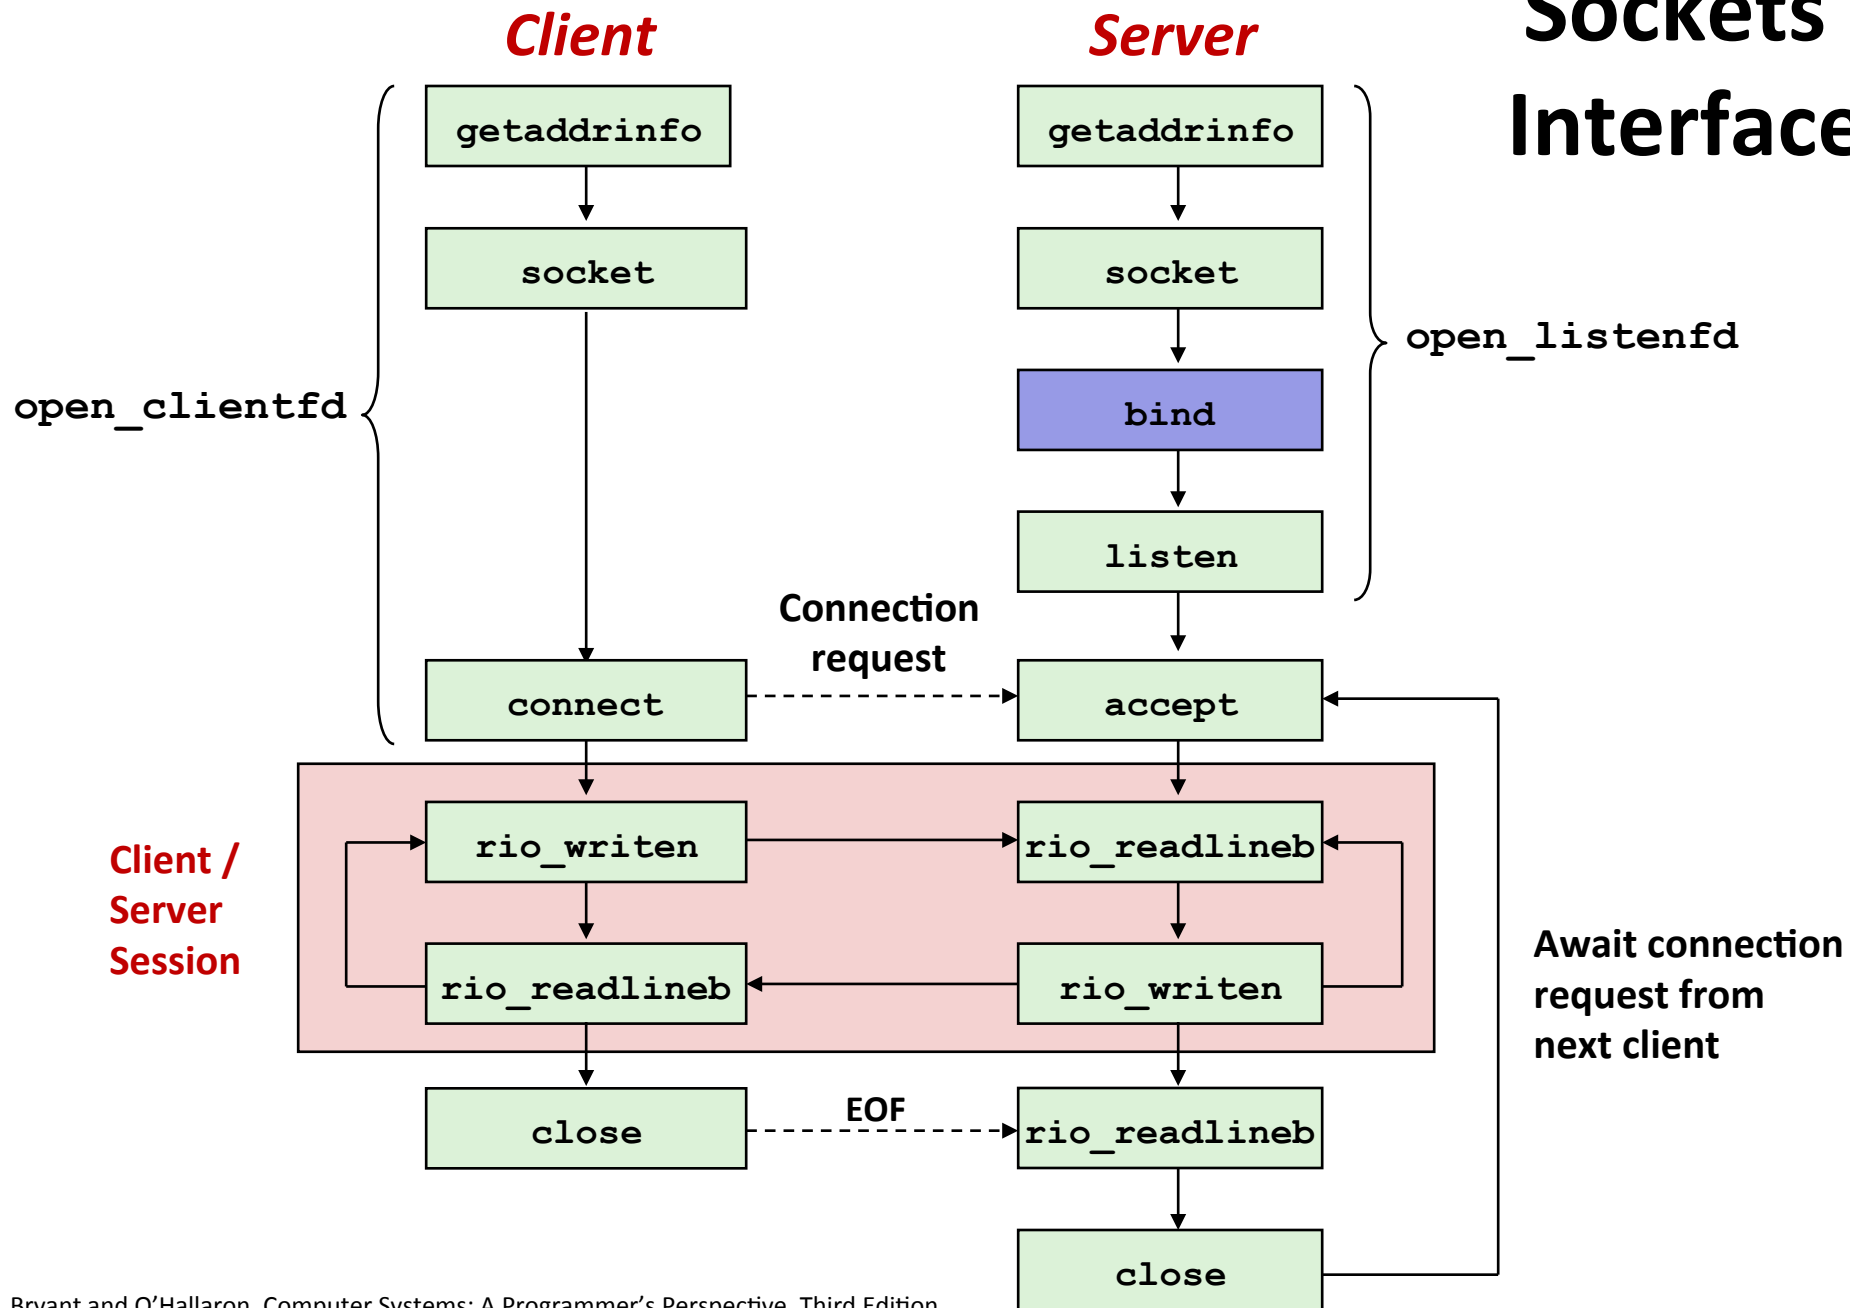 Sockets
Interface
Client
Server
getaddrinfo
getaddrinfo
socket
socket
open_listenfd
bind
open_clientfd
listen
Connection
request
connect
accept
Client /
Server
Session
rio_writen
rio_readlineb
rio_readlineb
rio_writen
Await connection
request from
next client
close
EOF
rio_readlineb
close
Bryant and O'Hallaron, Computer Systems: A Programmer's Perspective, Third Edition